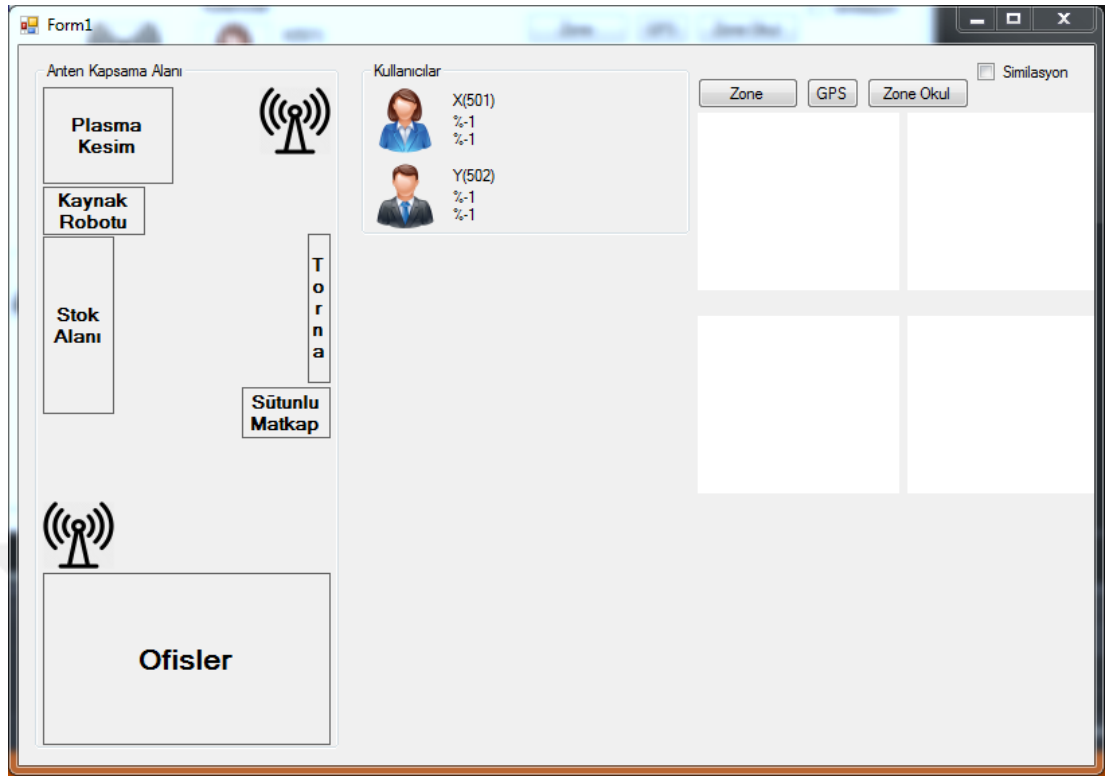 Form1
Anten Kapsama Alanı
Plasma
Kesim
Kaynak
Robotu
Stok
Alanı
Torna
Sütunlu
Matkap
Ofisler
Kullanıcılar
X(501)
%-1
%-1
Y(502)
%-1
%-1
Zone
GPS
Zone Okul
Similasyon